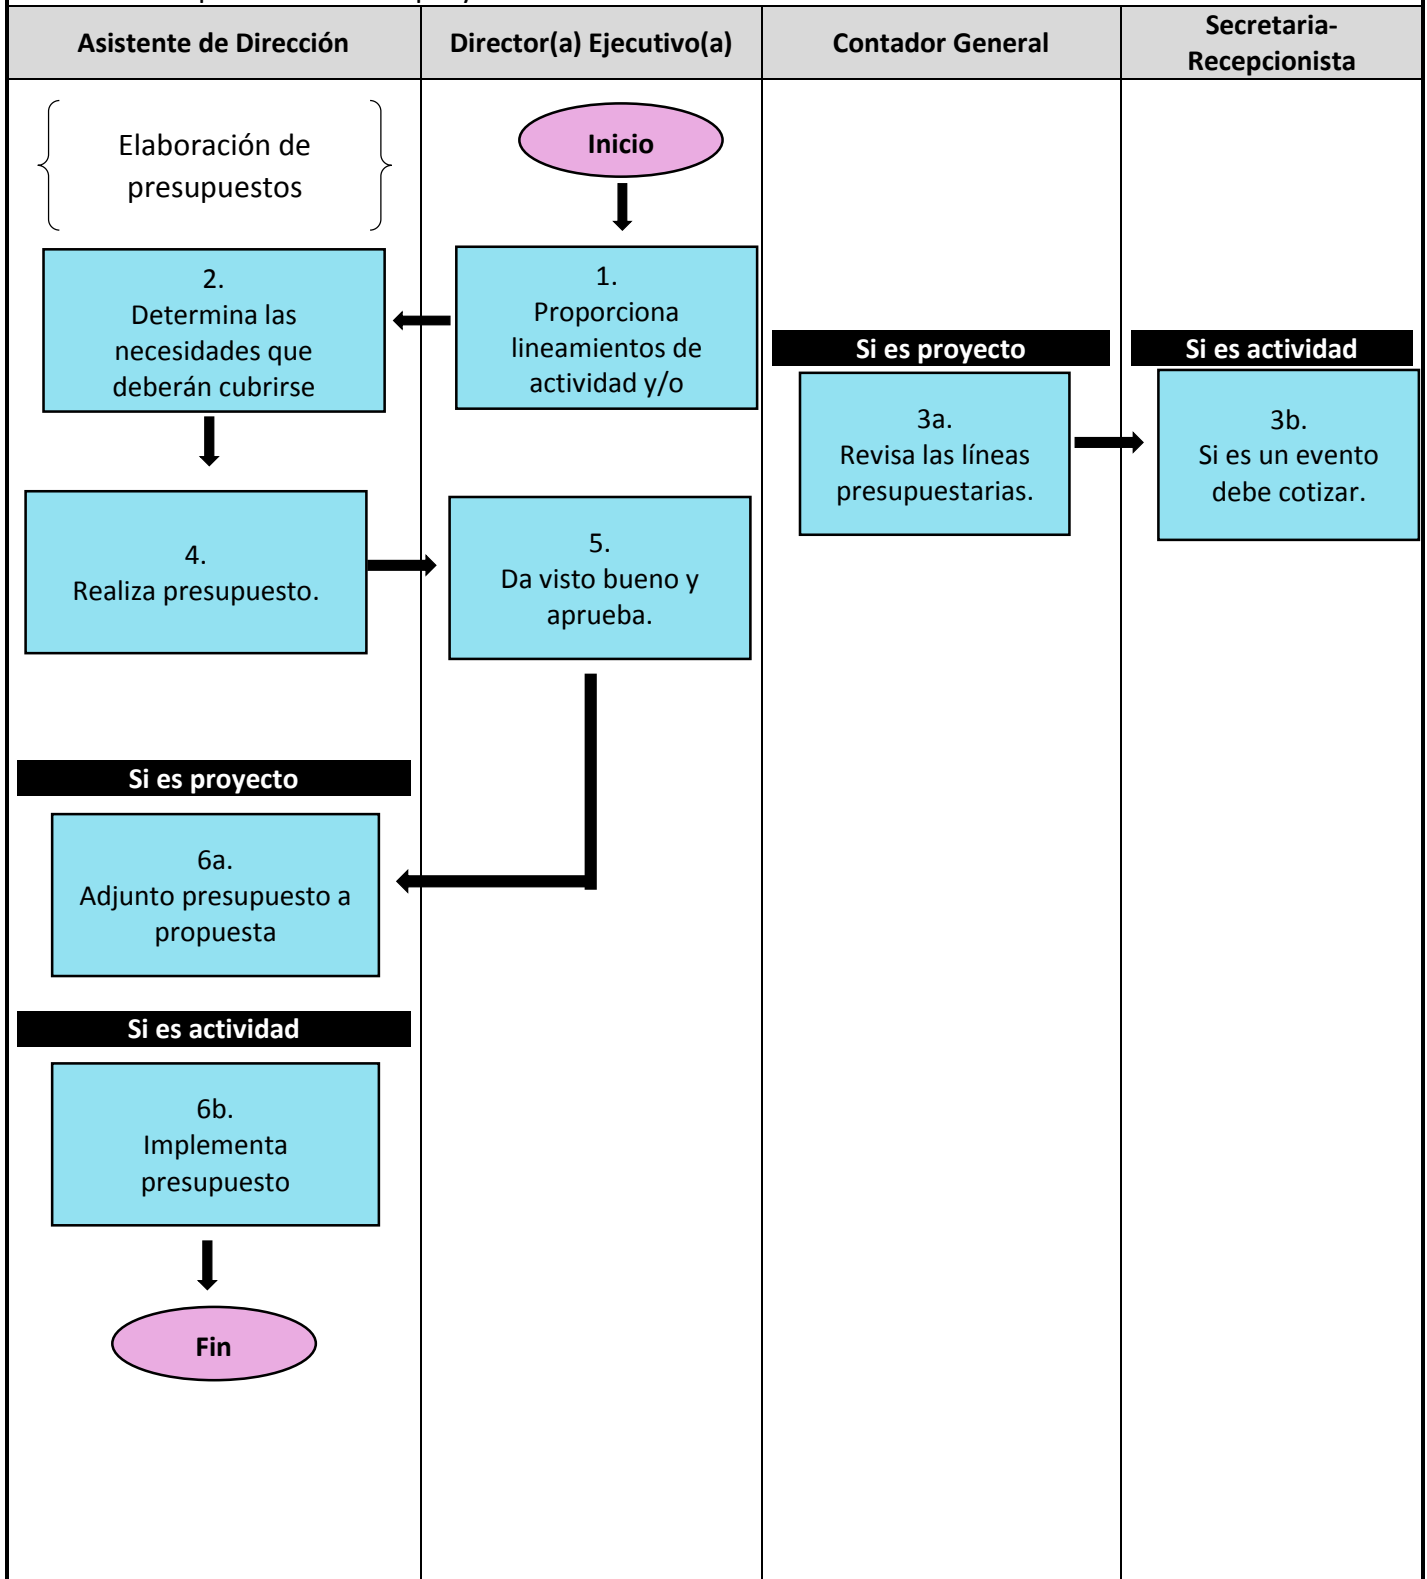 Asistente de Dirección
Director(a) Ejecutivo(a)
Contador General
Secretaria-
Recepcionista
Elaboración de
presupuestos
Inicio
2.
Determina las
necesidades que
deberán cubrirse
1.
Proporciona
lineamientos de
actividad y/o
Si es proyecto
Si es actividad
3a.
Revisa las líneas
presupuestarias.
3b.
Si es un evento
debe cotizar.
4.
Realiza presupuesto.
5.
Da visto bueno y
aprueba.
Si es proyecto
6a.
Adjunto presupuesto a
propuesta
Si es actividad
6b.
Implementa
presupuesto
Fin